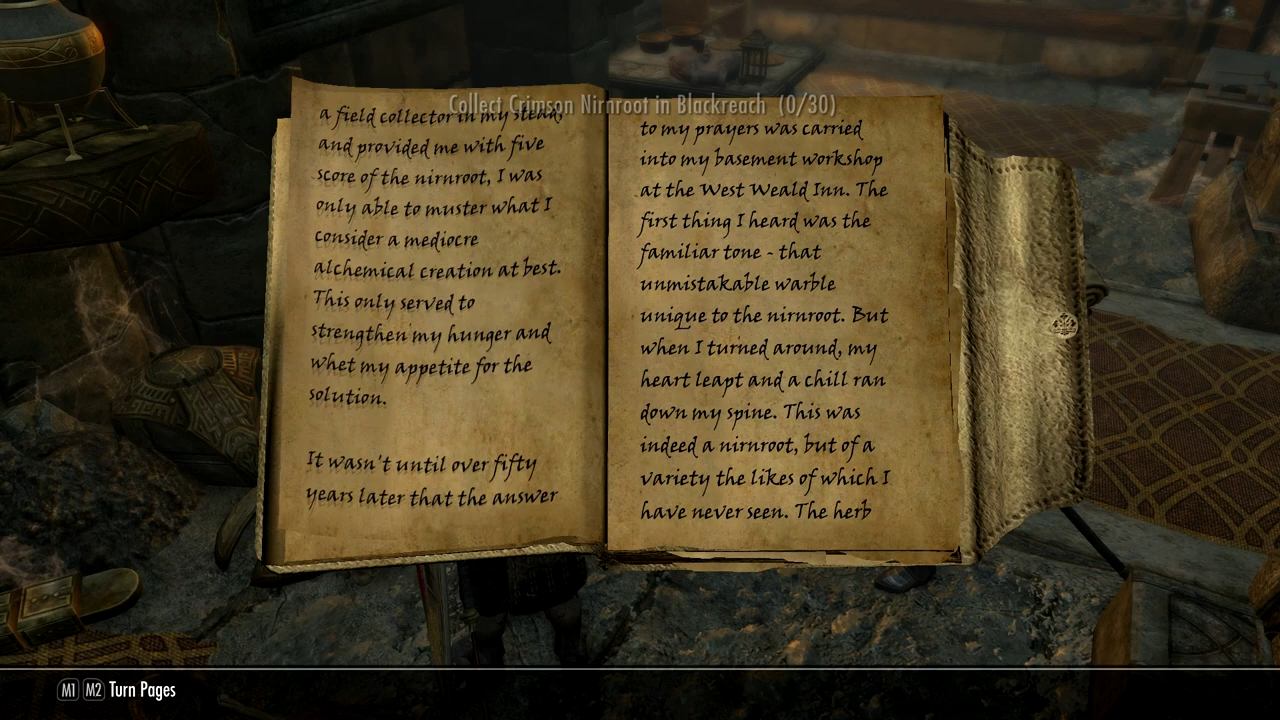 Collect Crimson Nirnroot in Blackreach (0/30)
a field collector in my stead,
and provided me with five
score of the nirnroot, I was
only able to muster what I
consider a mediocre
alchemical creation at best.
This only served to
strengthen my hunger and
whet my appetite for the
solution.
It wasn't until over fifty
years later that the answer
to my prayers was carried
into my basement workshop
at the West Weald Inn. The
first thing I heard was the
familiar tone - that
unmistakable warble
unique to the nirnroot. But
when I turned around, my
heart leapt and a chill ran
down my spine. This was
indeed a nirnroot, but of a
variety the likes of which I
have never seen. The herb
M1 M2 Turn Pages